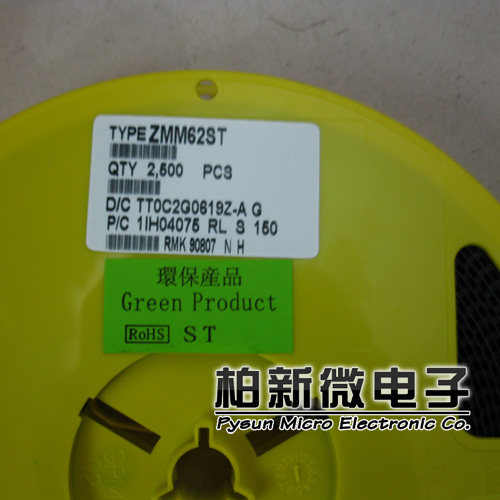 TYPE ZMM62ST
QTY 2,500 PCS
D/C TT0C2G0619Z-A G
P/C 1IH04075 RL S 150
RMK 90807 N H
環保産品
Green Product
RoHS ST
柏新微电子
Pysun Micro Electronic Co.